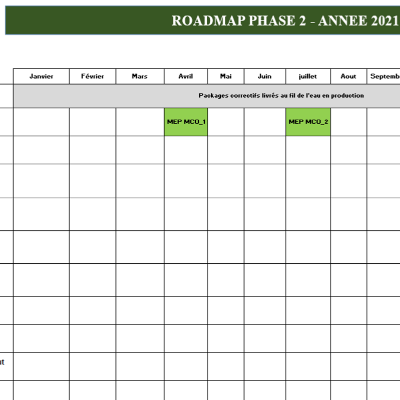 ROADMAP PHASE 2 - ANNEE 2021
Janvier Février Mars Avril Mai Juin juillet Aout Septemb
Packages correctifs livrés au fil de l'eau en production
MEP MCO_1 MEP MCO_2